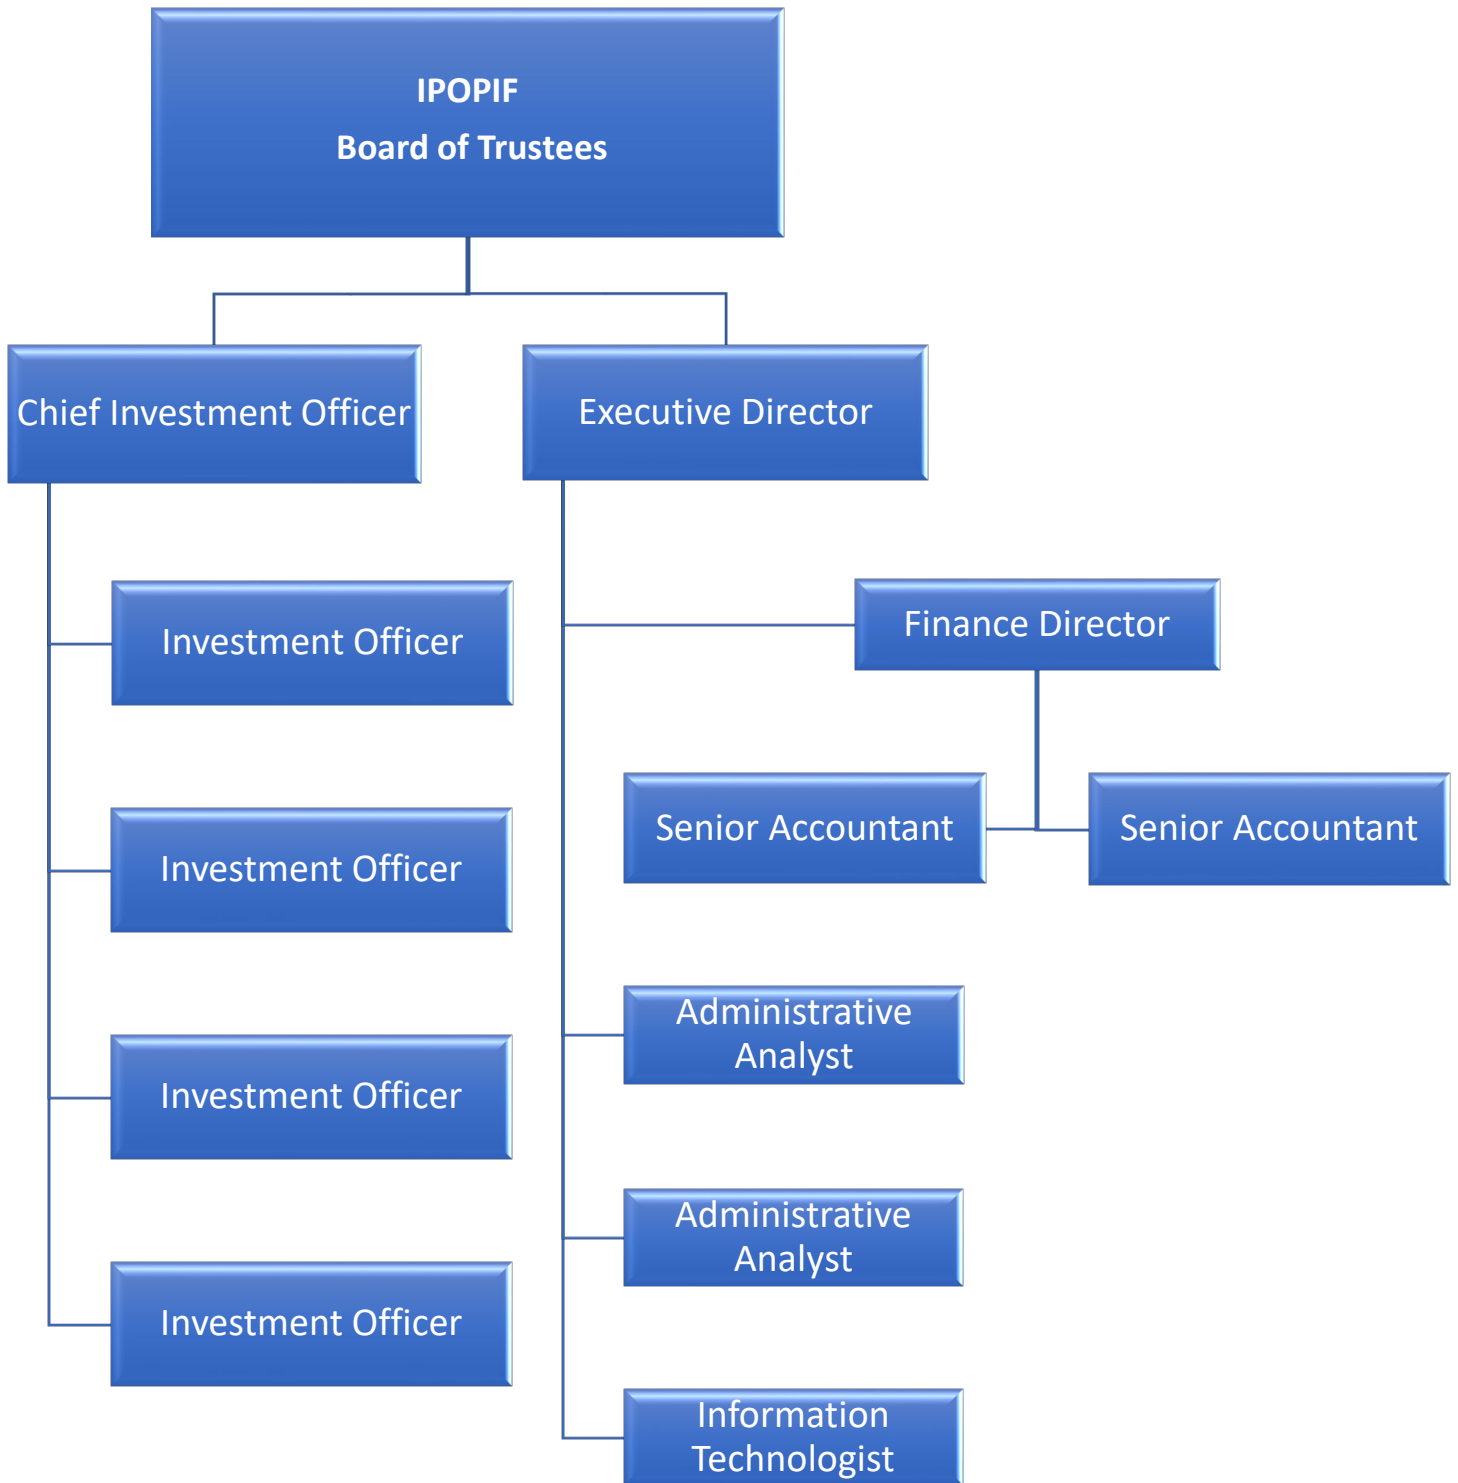 IPOPIF
Board of Trustees
Chief Investment Officer
Executive Director
Investment Officer
Finance Director
Investment Officer
Senior Accountant
Senior Accountant
Investment Officer
Administrative
Analyst
Administrative
Analyst
Investment Officer
Information
Technologist